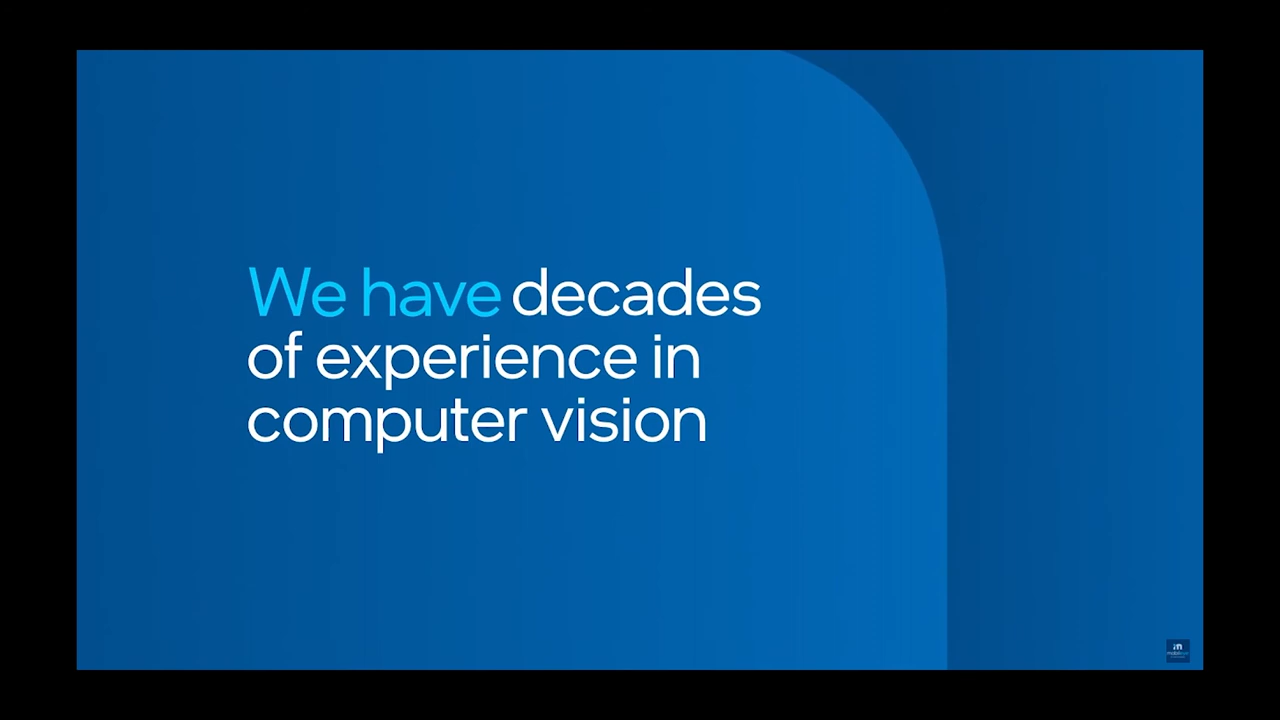 We have decades
of experience in
computer vision